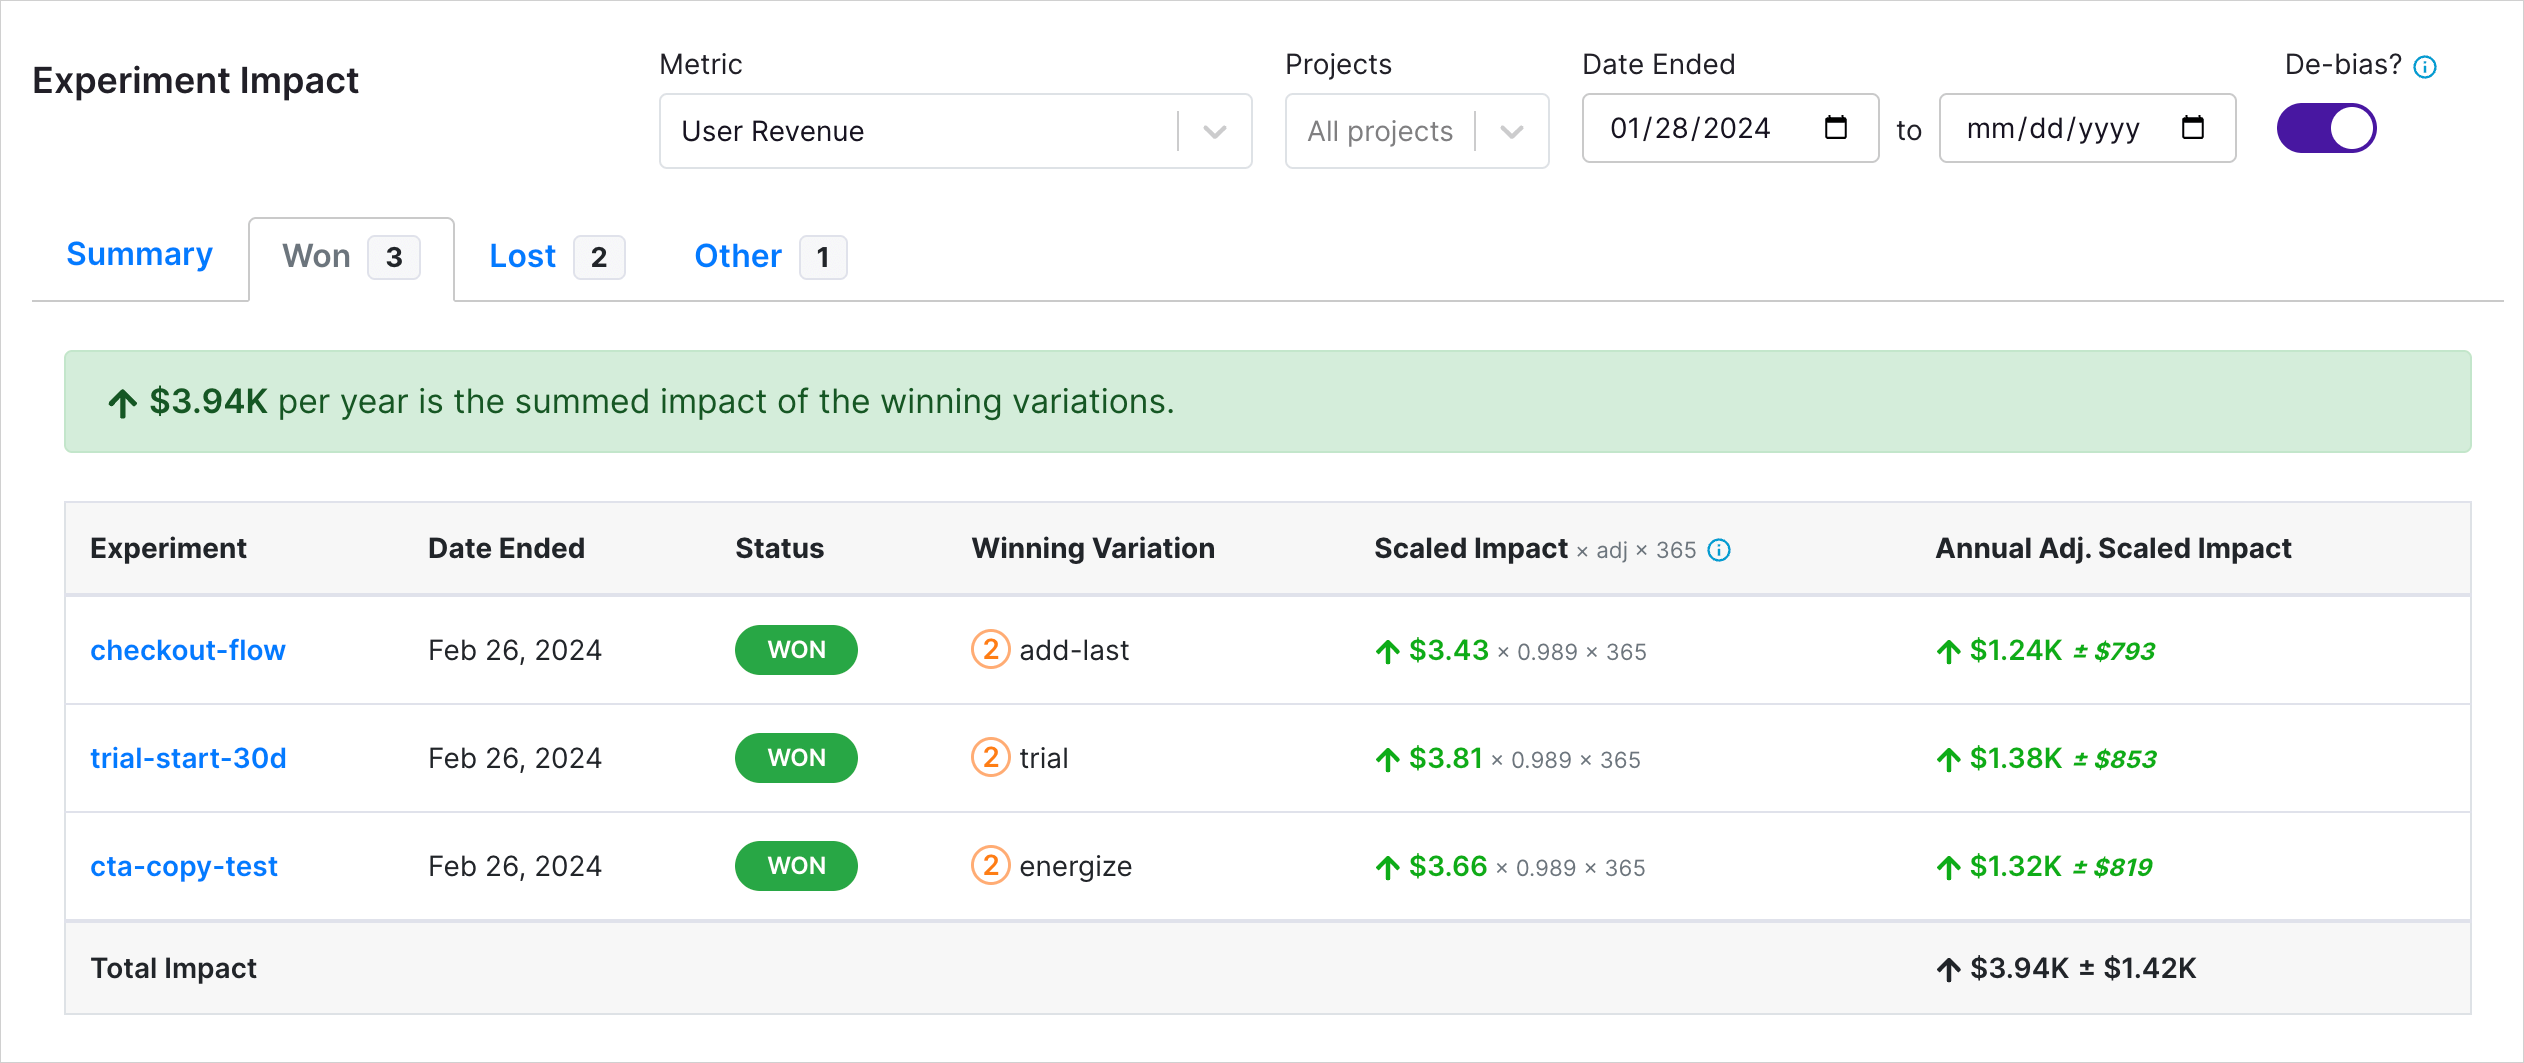 Experiment Impact
Metric
User Revenue
Projects
All projects
Date Ended
01/28/2024 to mm/dd/yyyy
De-bias?
Summary Won 3 Lost 2 Other 1
$3.94K per year is the summed impact of the winning variations.
Experiment Date Ended Status Winning Variation Scaled Impact × adj × 365 Annual Adj. Scaled Impact
checkout-flow Feb 26, 2024 WON 2 add-last $3.43 × 0.989 × 365 $1.24K ± $793
trial-start-30d Feb 26, 2024 WON 2 trial $3.81 × 0.989 × 365 $1.38K ± $853
cta-copy-test Feb 26, 2024 WON 2 energize $3.66 × 0.989 × 365 $1.32K ± $819
Total Impact $3.94K ± $1.42K